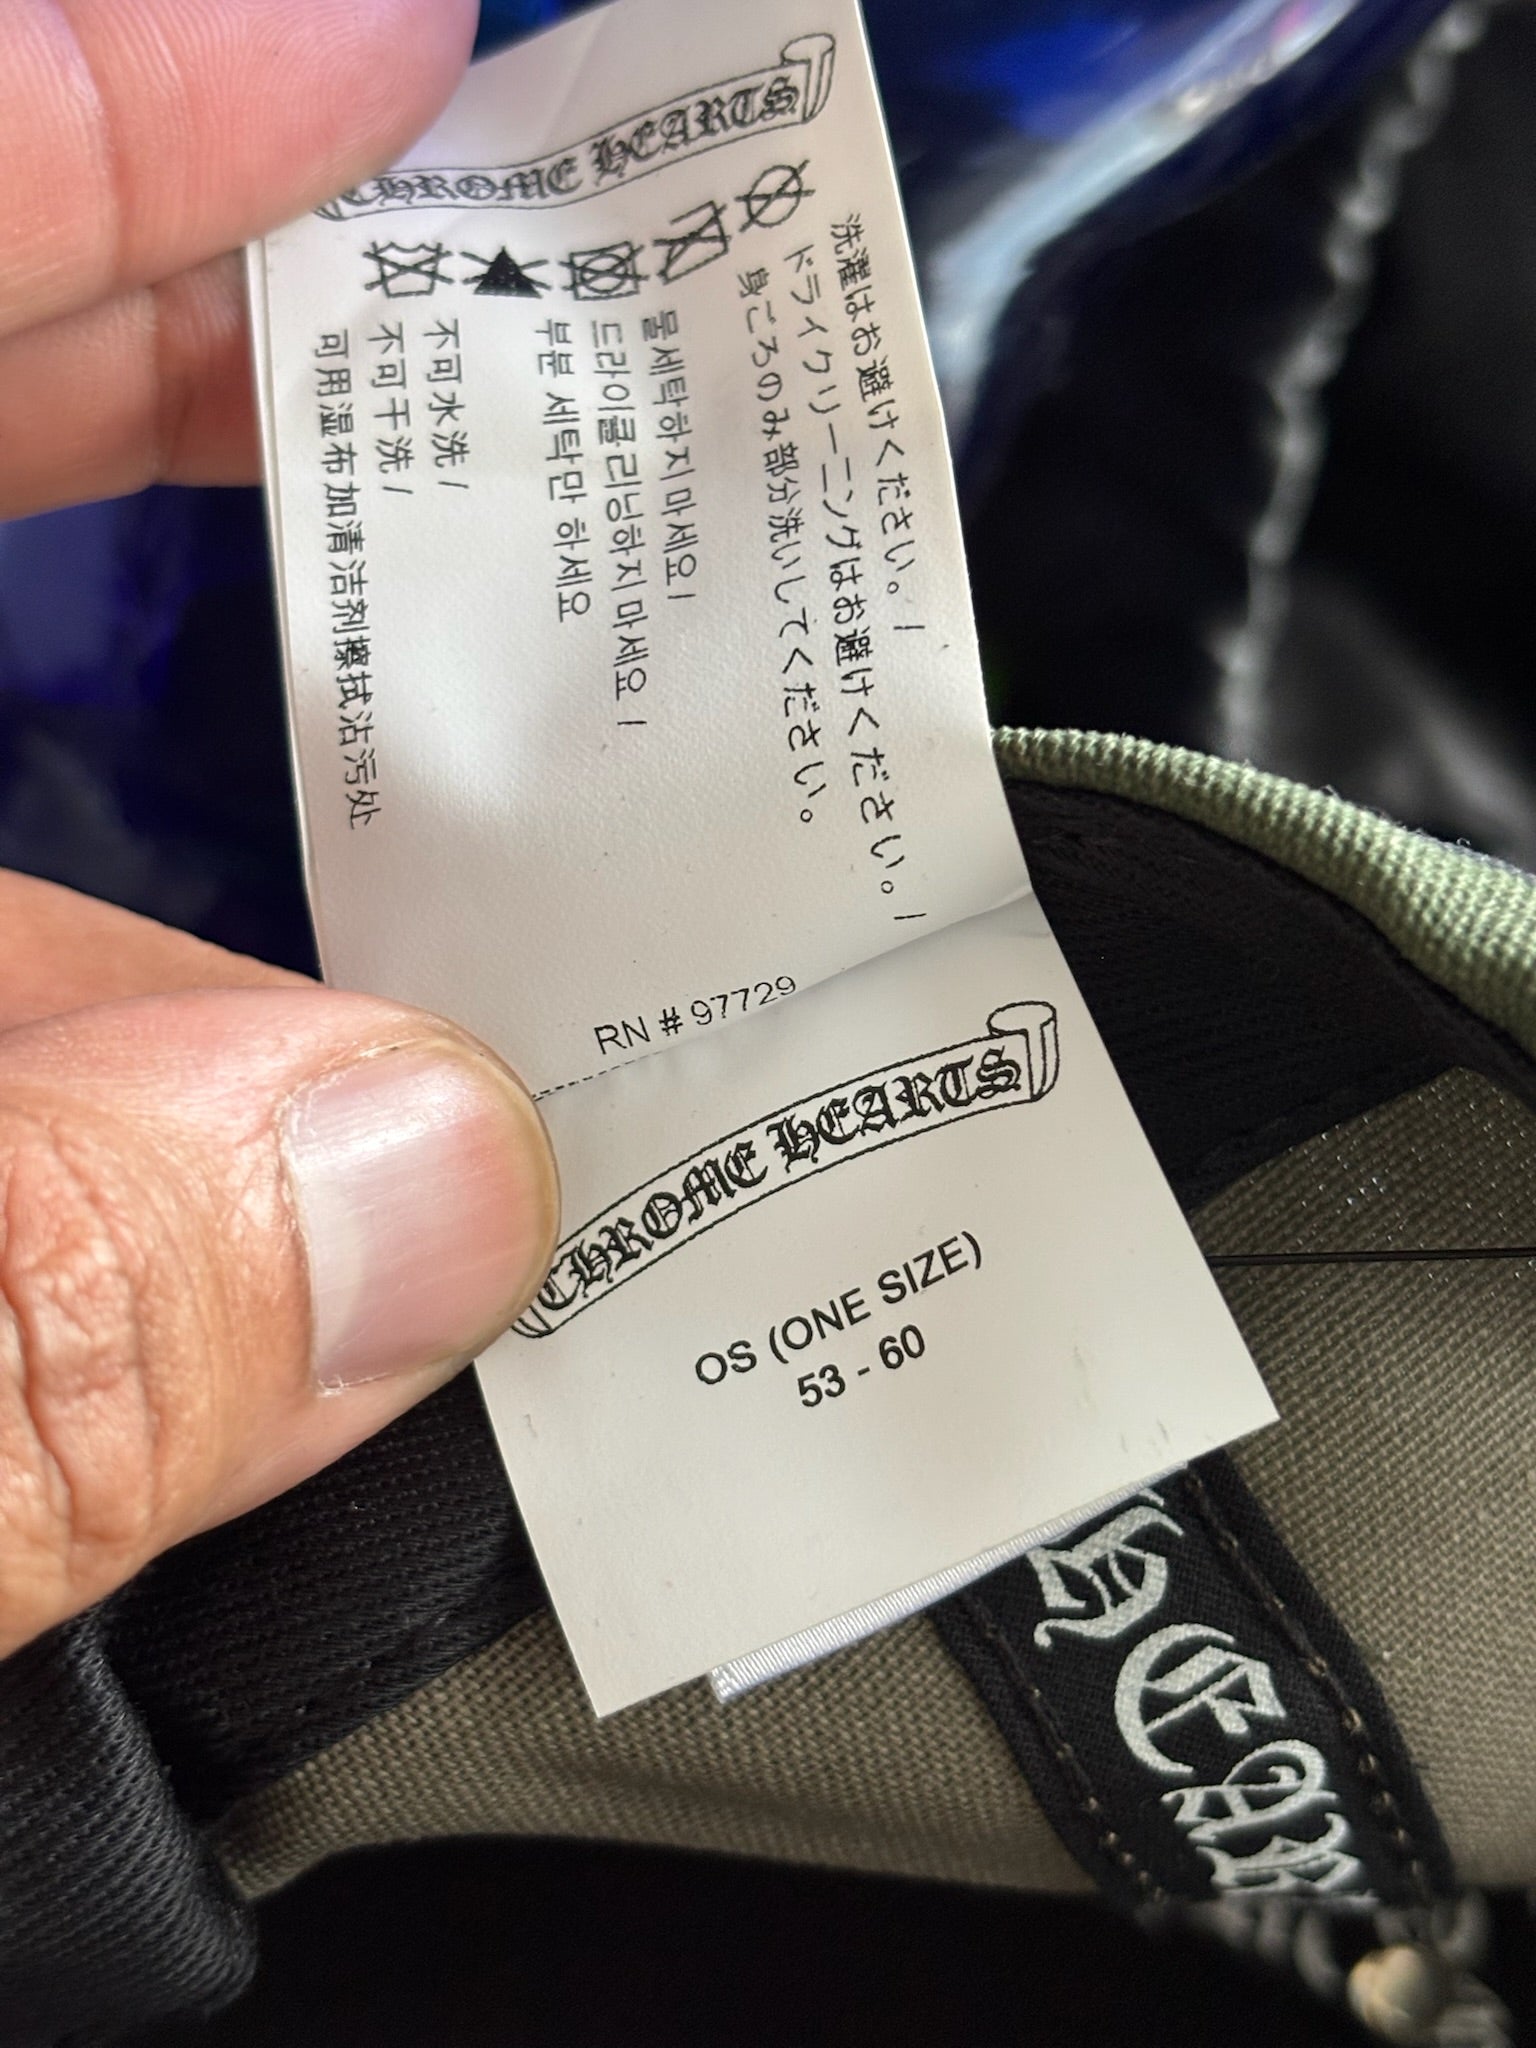 CHROME HEARTS
洗濯はお避けください。/
ドライクリーニングはお避けください。/
身ごろのみ部分洗いしてください。
물세탁하지 마세요 /
드라이클리닝하지 마세요 /
부분 세탁만 하세요
不可水洗 /
不可干洗 /
可用温布加清洁剂擦拭沾污处
RN # 97729
CHROME HEARTS
OS (ONE SIZE)
53 - 60